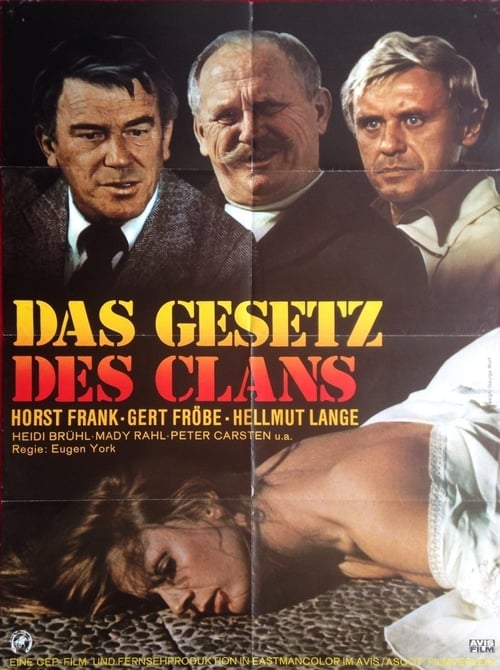 DAS GESETZ
DES CLANS
HORST FRANK · GERT FRÖBE · HELLMUT LANGE
HEIDI BRÜHL · MADY RAHL · PETER CARSTEN u.a.
Regie: Eugen York
AVIS
FILM
EINE CEP-FILM- UND FERNSEHPRODUKTION IN EASTMANCOLOR IM AVIS/